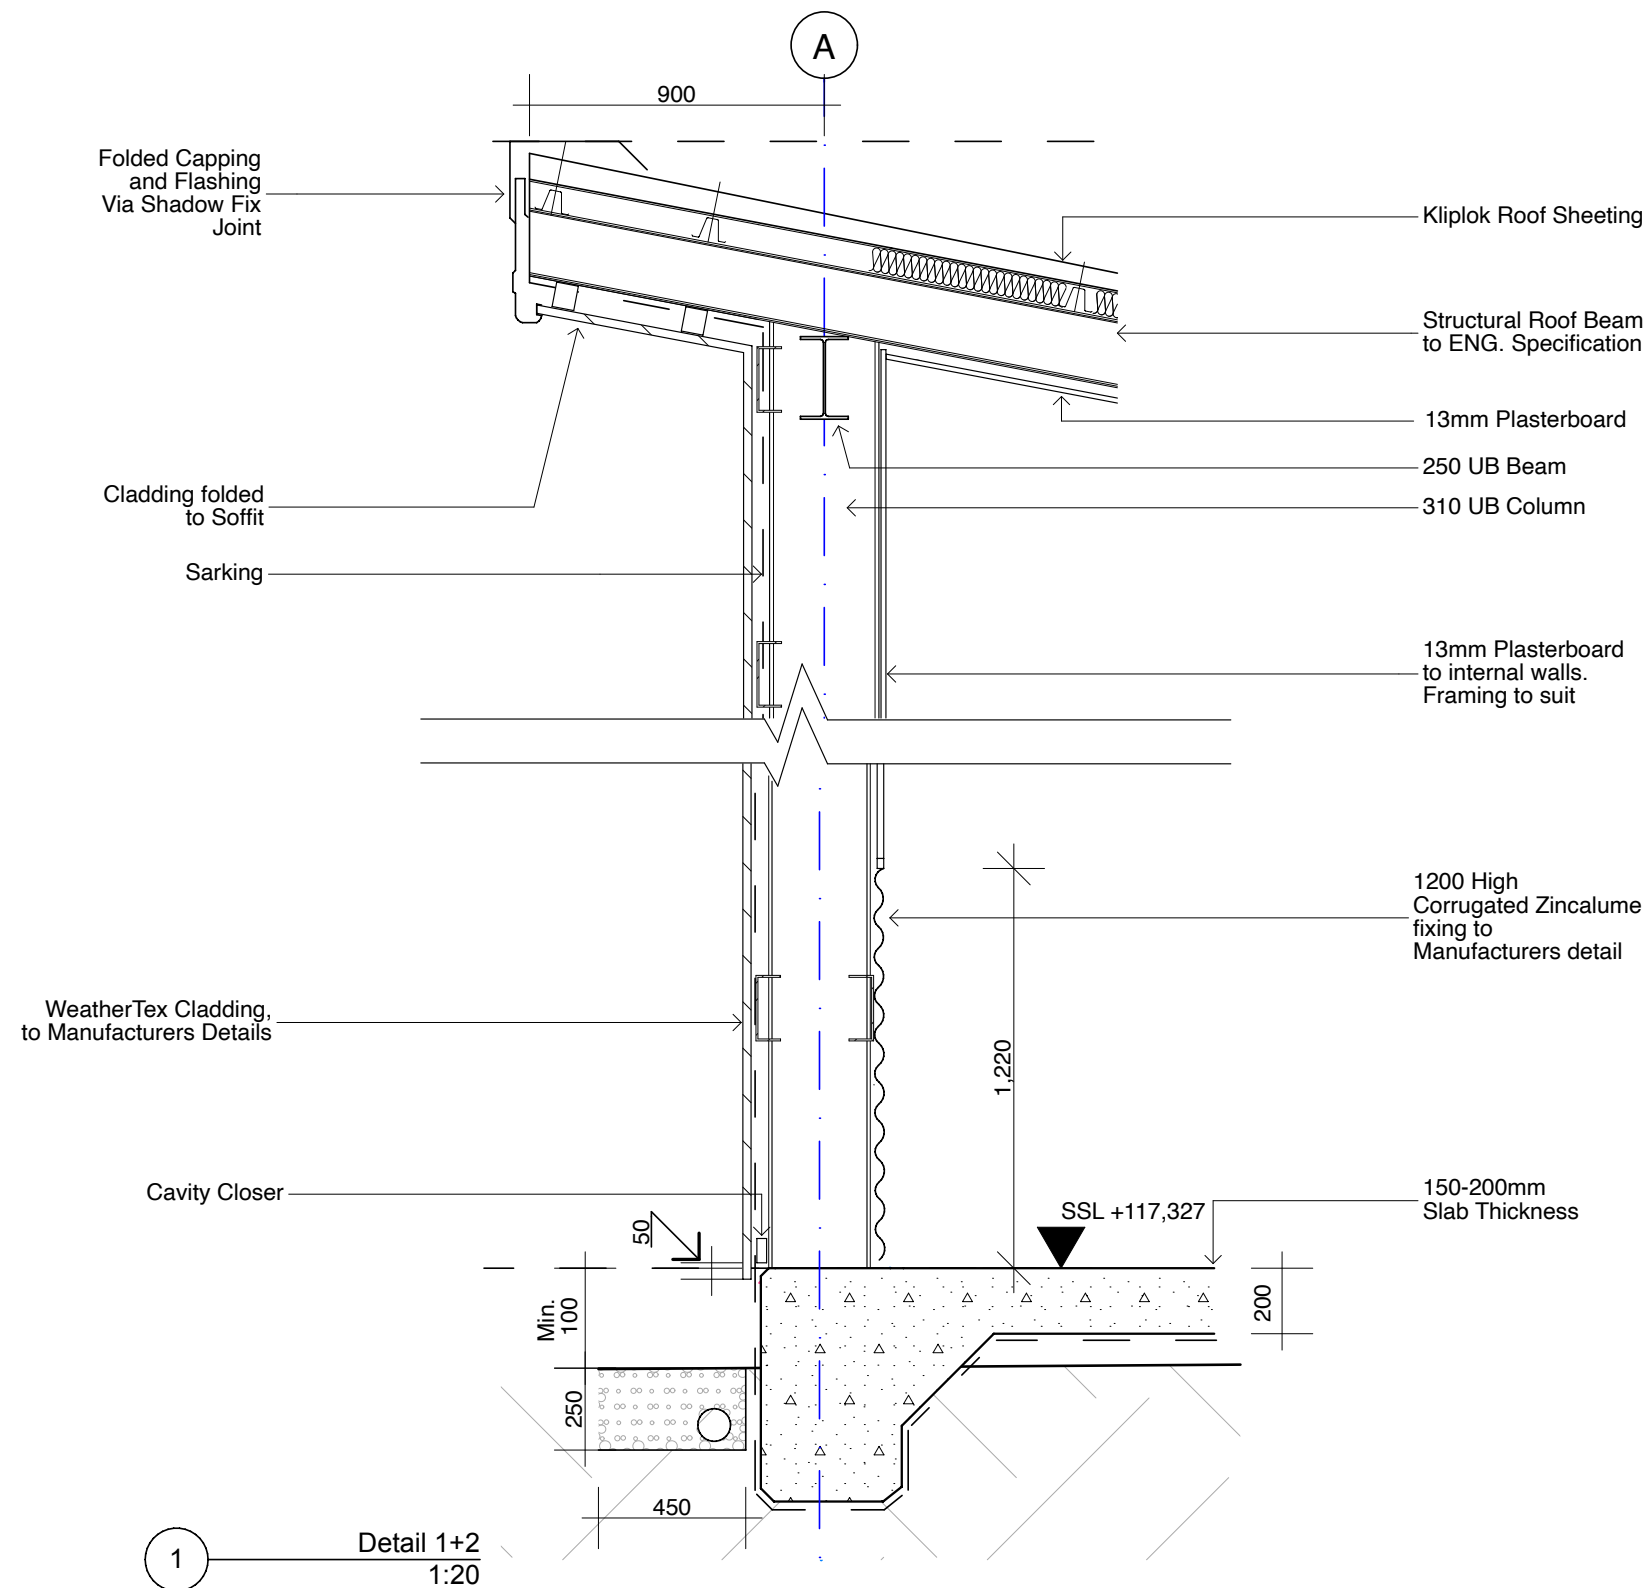 A
900
Folded Capping
and Flashing
Via Shadow Fix
Joint
Kliplok Roof Sheeting
Structural Roof Beam
to ENG. Specification
13mm Plasterboard
250 UB Beam
310 UB Column
Cladding folded
to Soffit
Sarking
13mm Plasterboard
to internal walls.
Framing to suit
1200 High
Corrugated Zincalume
fixing to
Manufacturers detail
WeatherTex Cladding,
to Manufacturers Details
1,220
Cavity Closer
50
SSL +117,327
150-200mm
Slab Thickness
Min.
100
200
250
450
1
Detail 1+2
1:20